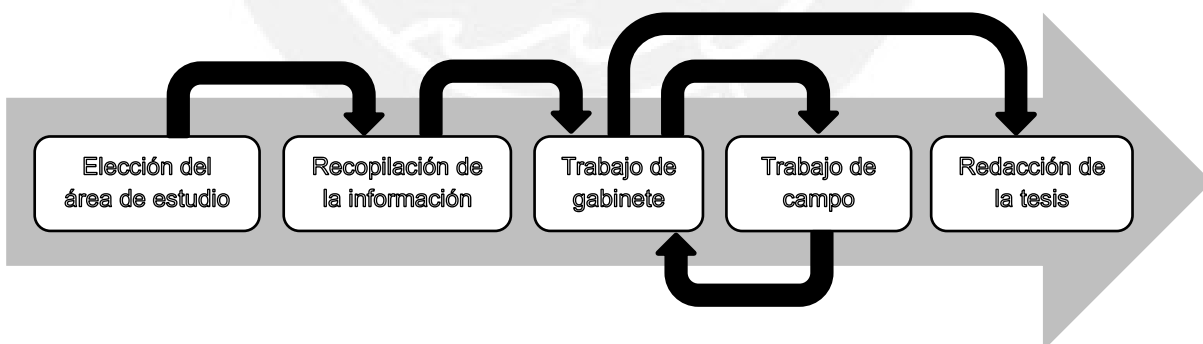 Elección del
área de estudio
Recopilación de
la información
Trabajo de
gabinete
Trabajo de
campo
Redacción de
la tesis